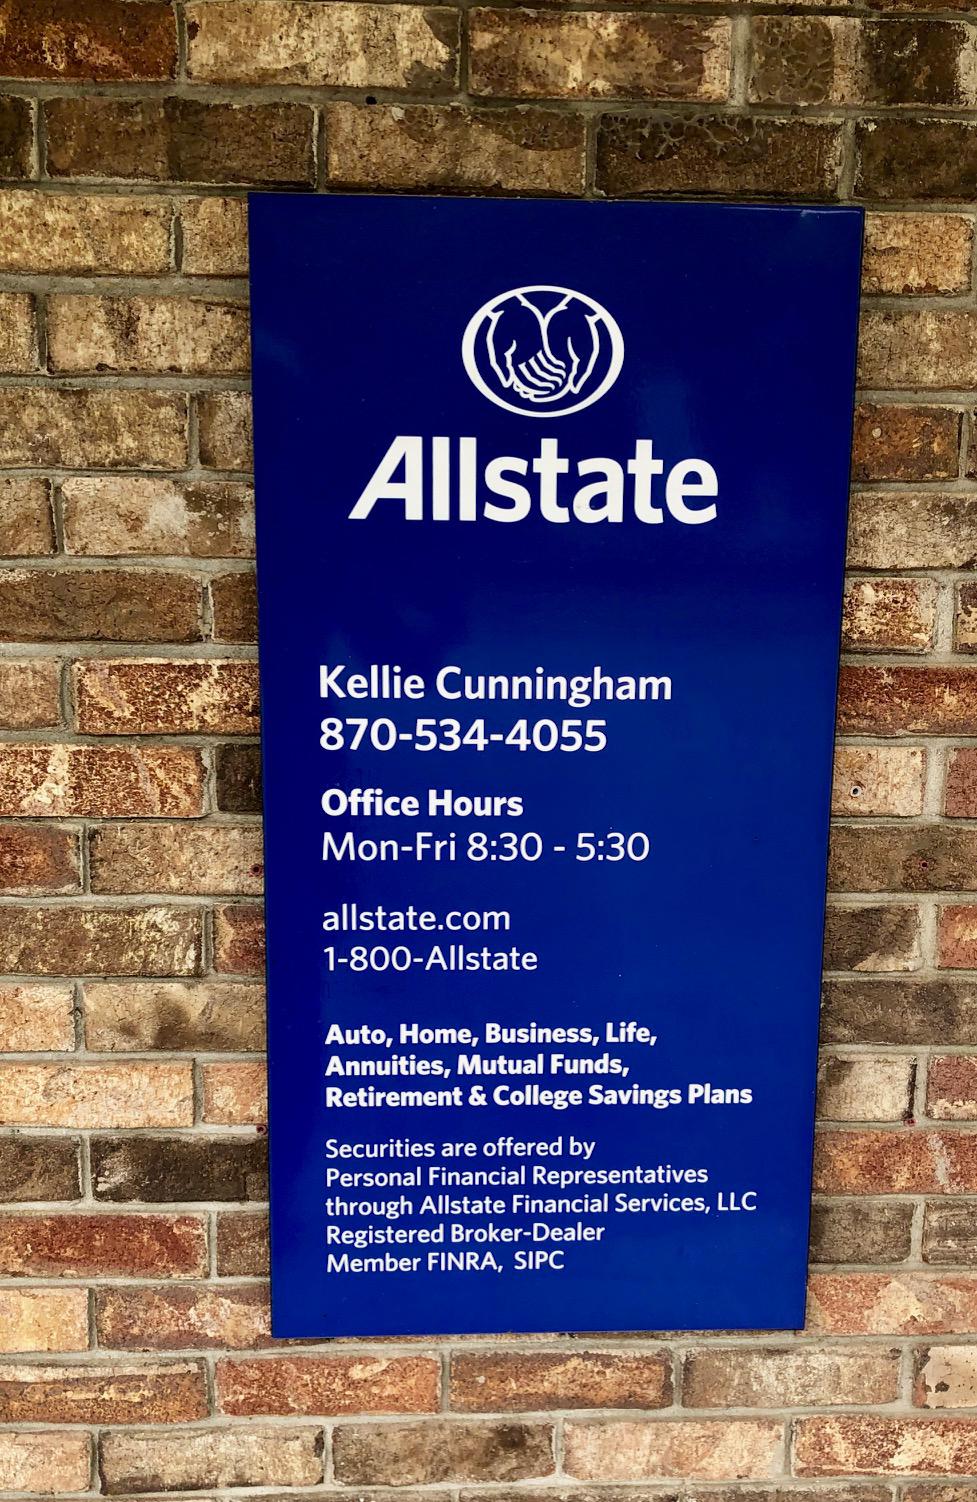 Allstate
Kellie Cunningham
870-534-4055
Office Hours
Mon-Fri 8:30 - 5:30
allstate.com
1-800-Allstate
Auto, Home, Business, Life,
Annuities, Mutual Funds,
Retirement & College Savings Plans
Securities are offered by
Personal Financial Representatives
through Allstate Financial Services, LLC
Registered Broker-Dealer
Member FINRA, SIPC